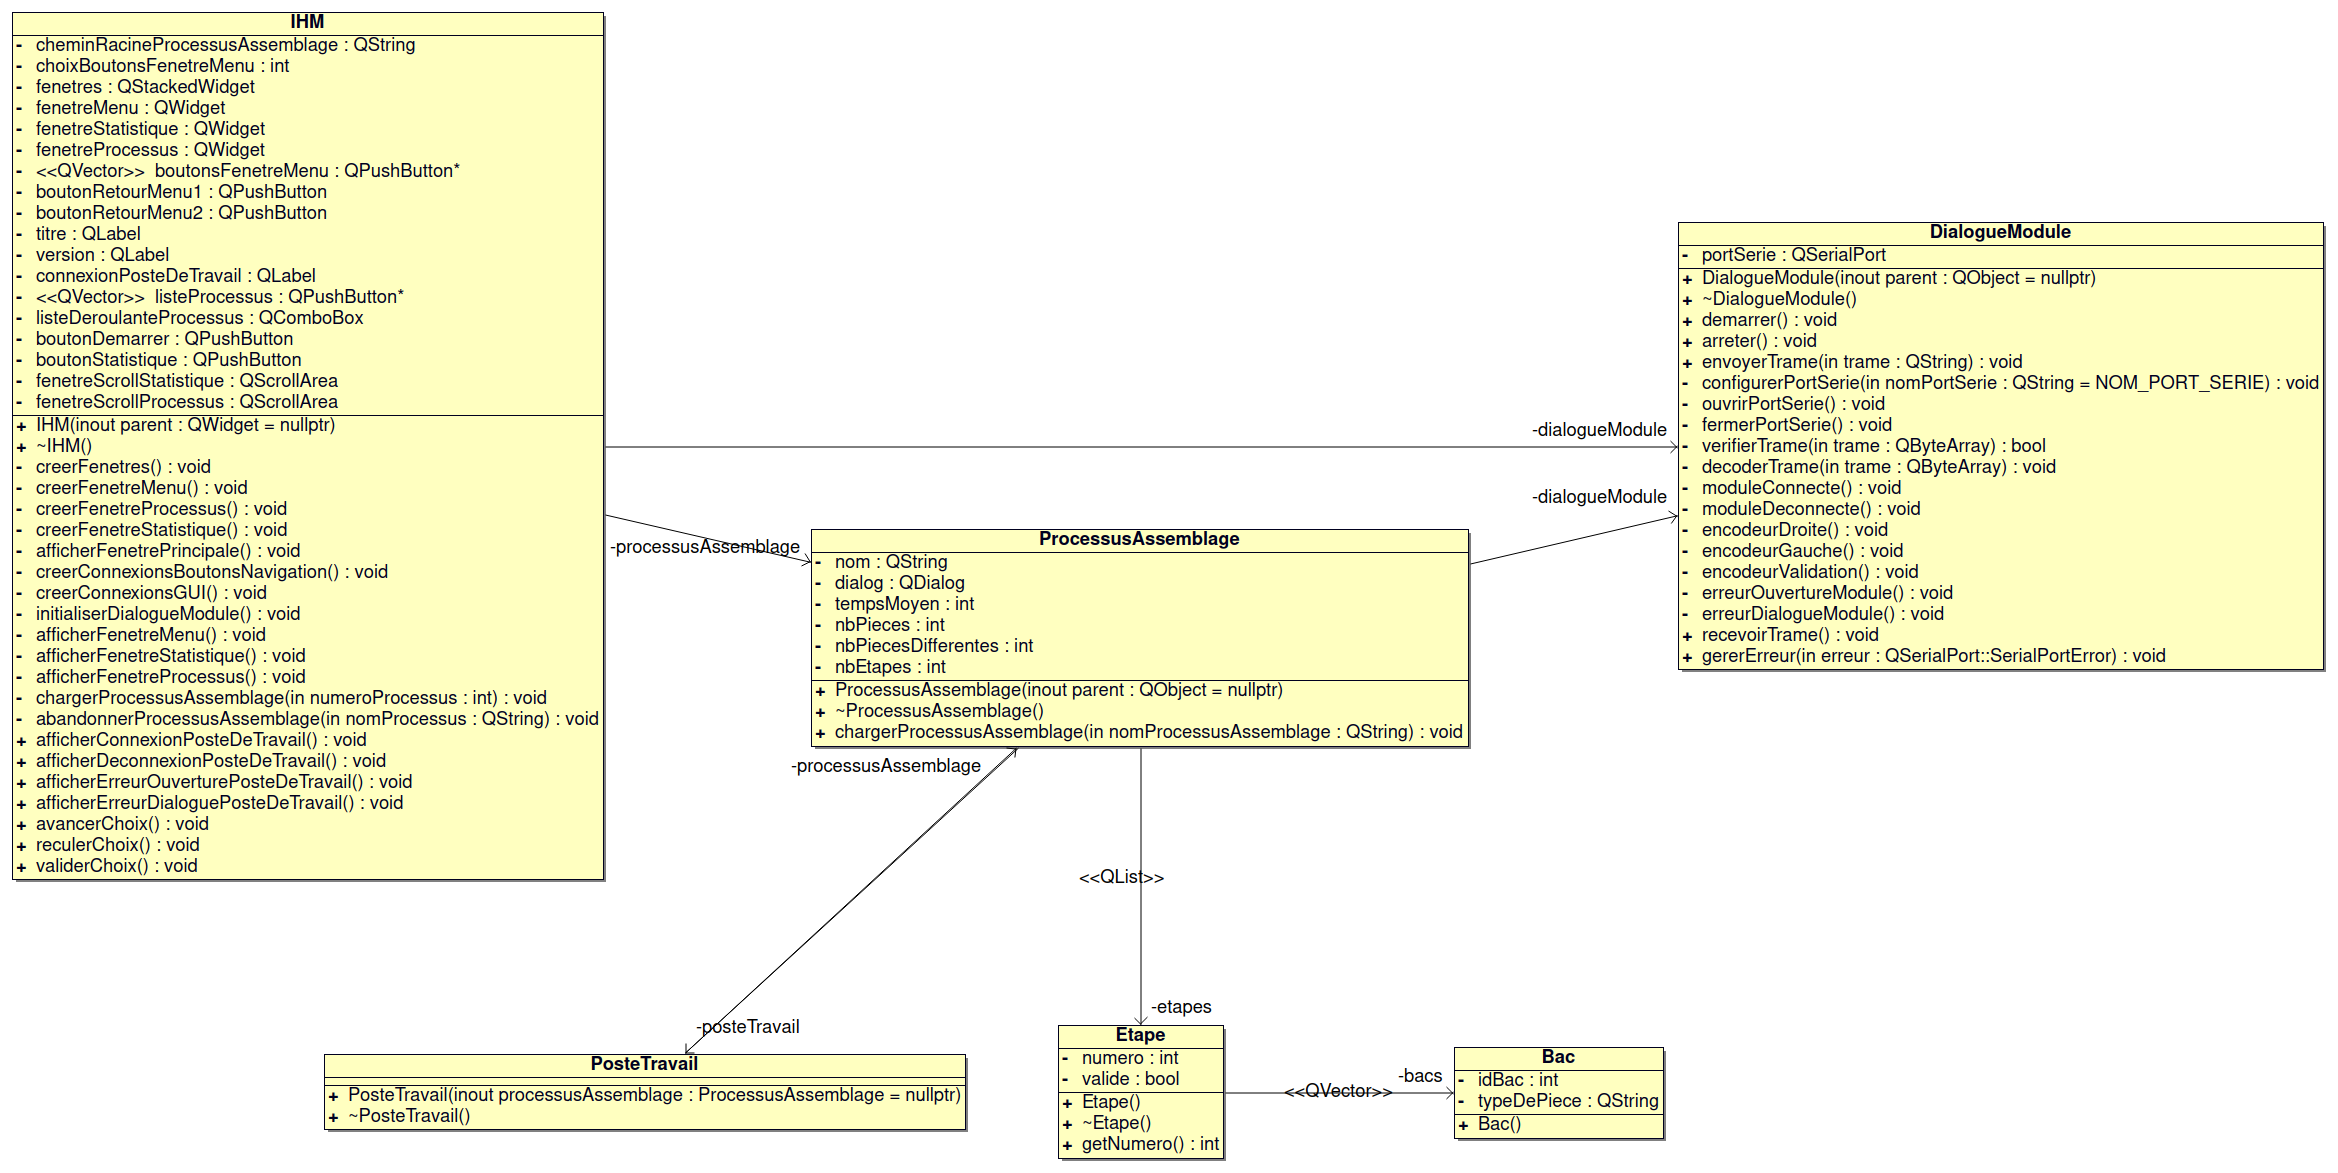 IHM
- cheminRacineProcessusAssemblage : QString
- choixBoutonsFenetreMenu : int
- fenetres : QStackedWidget
- fenetreMenu : QWidget
- fenetreStatistique : QWidget
- fenetreProcessus : QWidget
- <<QVector>> boutonsFenetreMenu : QPushButton*
- boutonRetourMenu1 : QPushButton
- boutonRetourMenu2 : QPushButton
- titre : QLabel
- version : QLabel
- connexionPosteDeTravail : QLabel
- <<QVector>> listeProcessus : QPushButton*
- listeDeroulanteProcessus : QComboBox
- boutonDemarrer : QPushButton
- boutonStatistique : QPushButton
- fenetreScrollStatistique : QScrollArea
- fenetreScrollProcessus : QScrollArea
+ IHM(inout parent : QWidget = nullptr)
+ ~IHM()
- creerFenetres() : void
- creerFenetreMenu() : void
- creerFenetreProcessus() : void
- creerFenetreStatistique() : void
- afficherFenetrePrincipale() : void
- creerConnexionsBoutonsNavigation() : void
- creerConnexionsGUI() : void
- initialiserDialogueModule() : void
- afficherFenetreMenu() : void
- afficherFenetreStatistique() : void
- afficherFenetreProcessus() : void
- chargerProcessusAssemblage(in numeroProcessus : int) : void
- abandonnerProcessusAssemblage(in nomProcessus : QString) : void
+ afficherConnexionPosteDeTravail() : void
+ afficherDeconnexionPosteDeTravail() : void
+ afficherErreurOuverturePosteDeTravail() : void
+ afficherErreurDialoguePosteDeTravail() : void
+ avancerChoix() : void
+ reculerChoix() : void
+ validerChoix() : void
-dialogueModule
-processusAssemblage
-dialogueModule
DialogueModule
- portSerie : QSerialPort
+ DialogueModule(inout parent : QObject = nullptr)
+ ~DialogueModule()
+ demarrer() : void
+ arreter() : void
+ envoyerTrame(in trame : QString) : void
- configurerPortSerie(in nomPortSerie : QString = NOM_PORT_SERIE) : void
- ouvrirPortSerie() : void
- fermerPortSerie() : void
- verifierTrame(in trame : QByteArray) : bool
- decoderTrame(in trame : QByteArray) : void
- moduleConnecte() : void
- moduleDeconnecte() : void
- encodeurDroite() : void
- encodeurGauche() : void
- encodeurValidation() : void
- erreurOuvertureModule() : void
- erreurDialogueModule() : void
+ recevoirTrame() : void
+ gererErreur(in erreur : QSerialPort::SerialPortError) : void
ProcessusAssemblage
- nom : QString
- dialog : QDialog
- tempsMoyen : int
- nbPieces : int
- nbPiecesDifferentes : int
- nbEtapes : int
+ ProcessusAssemblage(inout parent : QObject = nullptr)
+ ~ProcessusAssemblage()
+ chargerProcessusAssemblage(in nomProcessusAssemblage : QString) : void
-processusAssemblage
<<QList>>
-posteTravail
-etapes
PosteTravail
+ PosteTravail(inout processusAssemblage : ProcessusAssemblage = nullptr)
+ ~PosteTravail()
Etape
- numero : int
- valide : bool
+ Etape()
+ ~Etape()
+ getNumero() : int
<<QVector>>
-bacs
Bac
- idBac : int
- typeDePiece : QString
+ Bac()